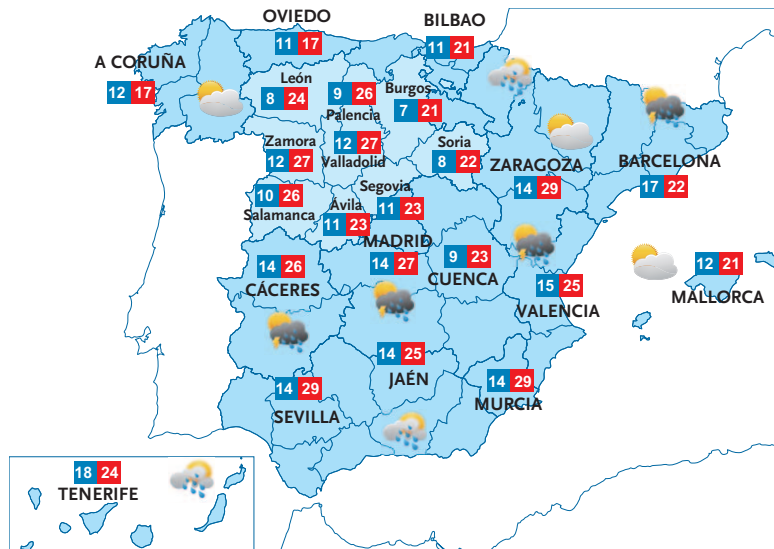 OVIEDO
11 17
BILBAO
11 21
A CORUÑA
12 17
León
8 24
9 26
Palencia
Burgos
7 21
Zamora
12 27
12 27
Valladolid
Soria
8 22
ZARAGOZA
14 29
BARCELONA
17 22
10 26
Salamanca
Ávila
11 23
Segovia
11 23
MADRID
14 27
9 23
CUENCA
14 26
CÁCERES
15 25
VALENCIA
12 21
MALLORCA
14 25
JAÉN
14 29
SEVILLA
14 29
MURCIA
18 24
TENERIFE